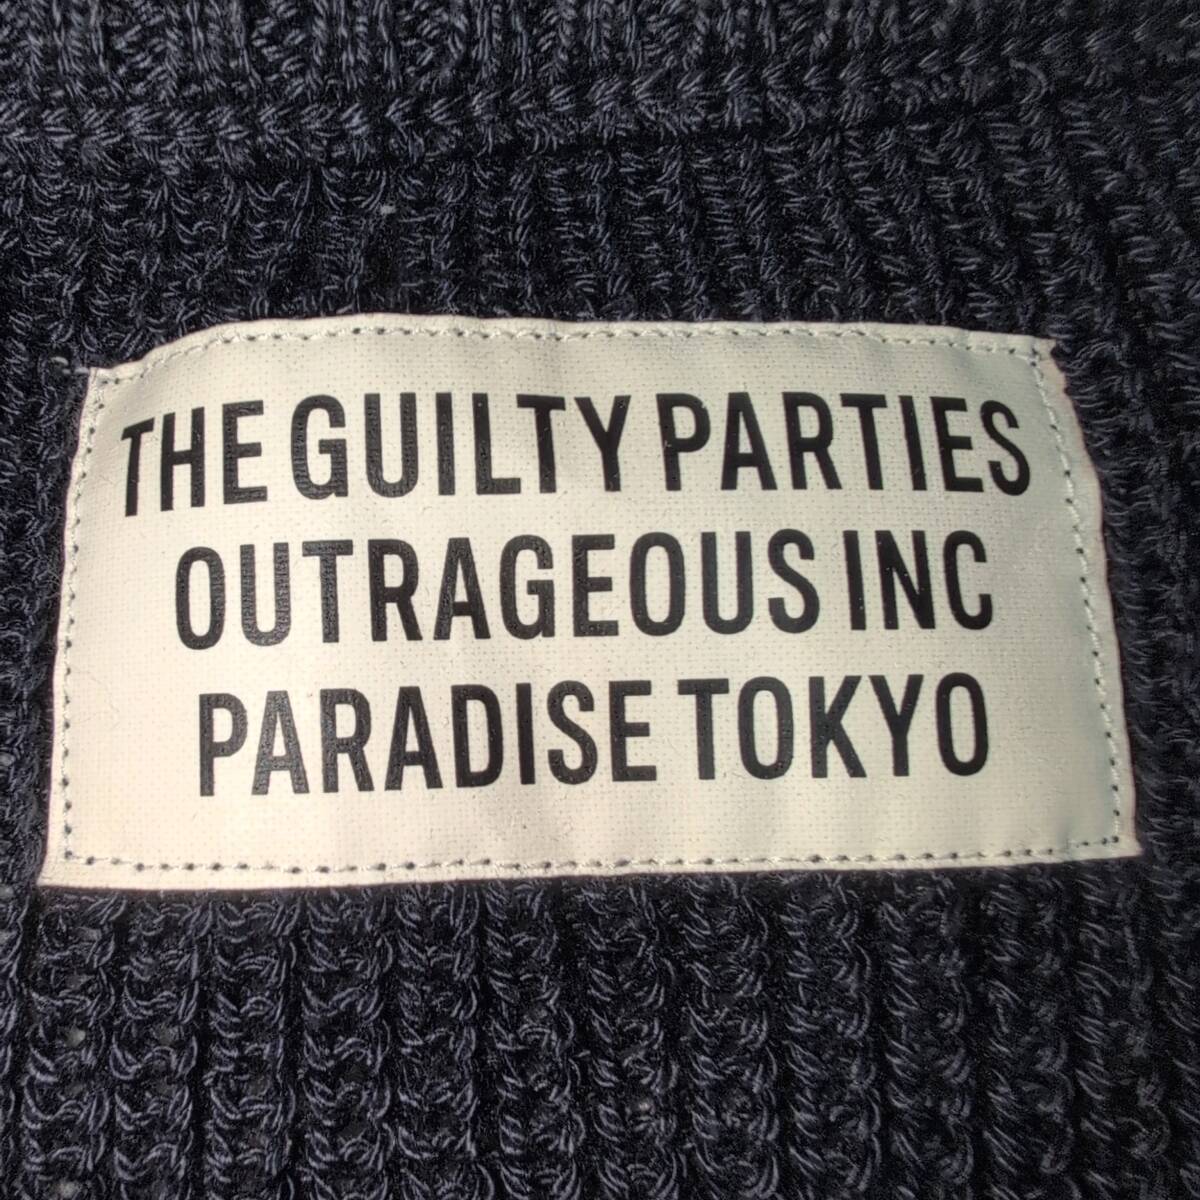 THE GUILTY PARTIES
OUTRAGEOUS INC
PARADISE TOKYO